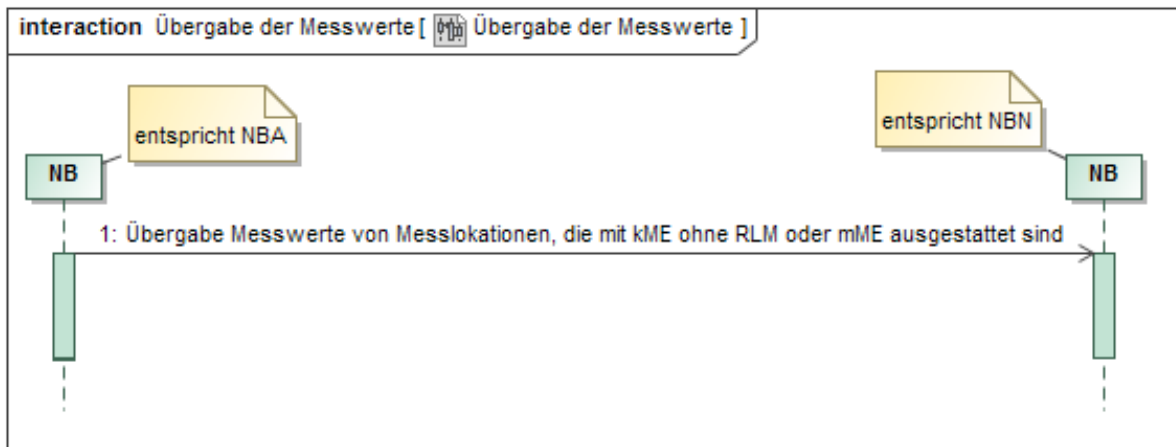 interaction Übergabe der Messwerte [ Übergabe der Messwerte ]
entspricht NBA
entspricht NBN
NB
NB
1: Übergabe Messwerte von Messlokationen, die mit kME ohne RLM oder mME ausgestattet sind